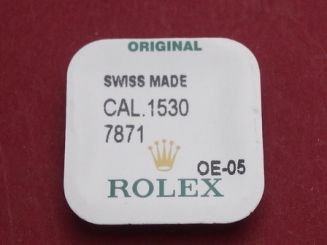 ORIGINAL
SWISS MADE
CAL.1530
7871
OE-05
ROLEX